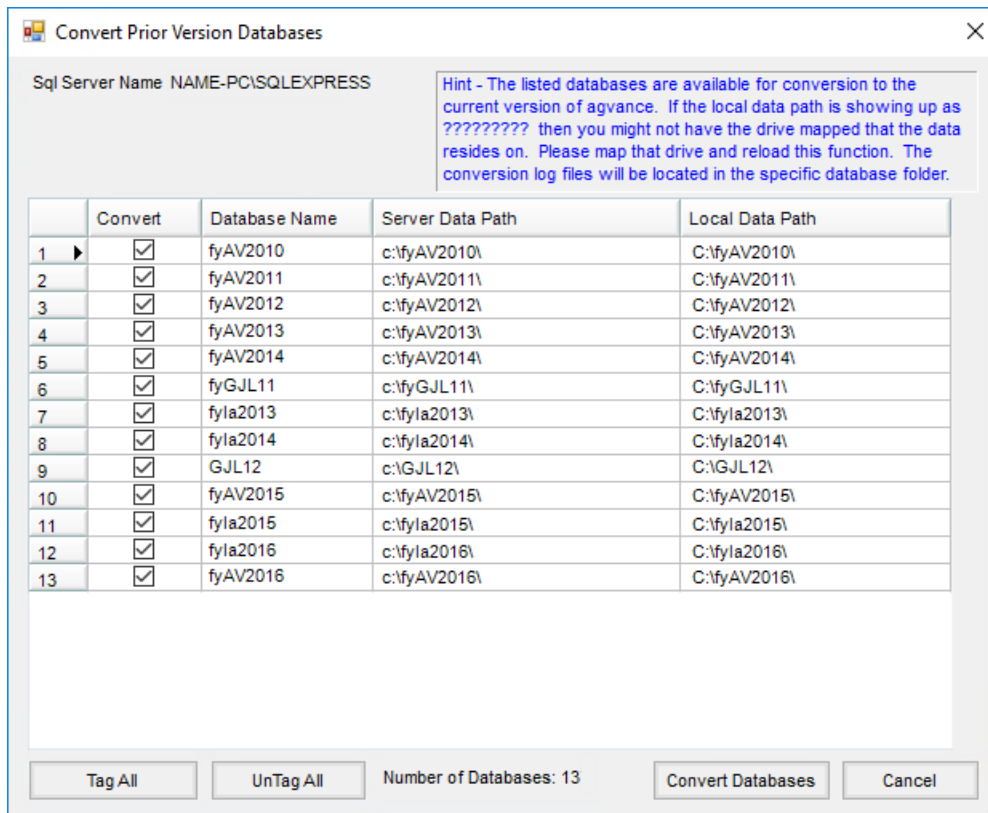 Convert Prior Version Databases
Sql Server Name NAME-PC\SQLEXPRESS
Hint - The listed databases are available for conversion to the
current version of agvance. If the local data path is showing up as
????????? then you might not have the drive mapped that the data
resides on. Please map that drive and reload this function. The
conversion log files will be located in the specific database folder.
Convert Database Name Server Data Path Local Data Path
1 fyAV2010 c:\fyAV2010\ C:\fyAV2010\
2 fyAV2011 c:\fyAV2011\ C:\fyAV2011\
3 fyAV2012 c:\fyAV2012\ C:\fyAV2012\
4 fyAV2013 c:\fyAV2013\ C:\fyAV2013\
5 fyAV2014 c:\fyAV2014\ C:\fyAV2014\
6 fyGJL11 c:\fyGJL11\ C:\fyGJL11\
7 fyIa2013 c:\fyIa2013\ C:\fyIa2013\
8 fyIa2014 c:\fyIa2014\ C:\fyIa2014\
9 GJL12 c:\GJL12\ C:\GJL12\
10 fyAV2015 c:\fyAV2015\ C:\fyAV2015\
11 fyIa2015 c:\fyIa2015\ C:\fyIa2015\
12 fyIa2016 c:\fyIa2016\ C:\fyIa2016\
13 fyAV2016 c:\fyAV2016\ C:\fyAV2016\
Tag All UnTag All Number of Databases: 13 Convert Databases Cancel